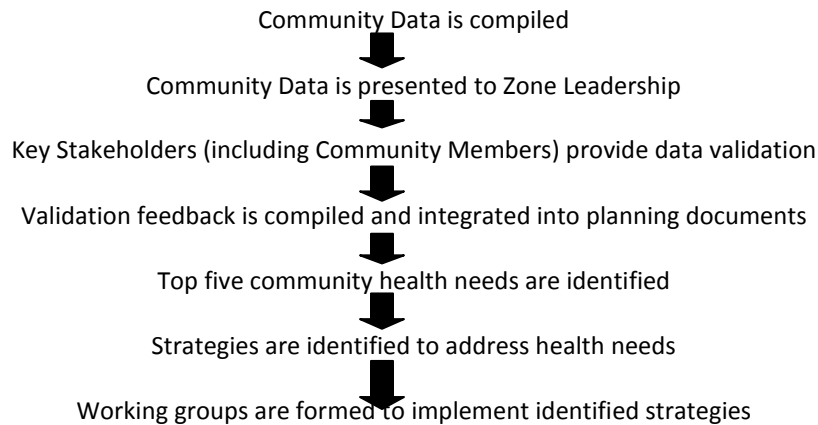 Community Data is compiled
Community Data is presented to Zone Leadership
Key Stakeholders (including Community Members) provide data validation
Validation feedback is compiled and integrated into planning documents
Top five community health needs are identified
Strategies are identified to address health needs
Working groups are formed to implement identified strategies